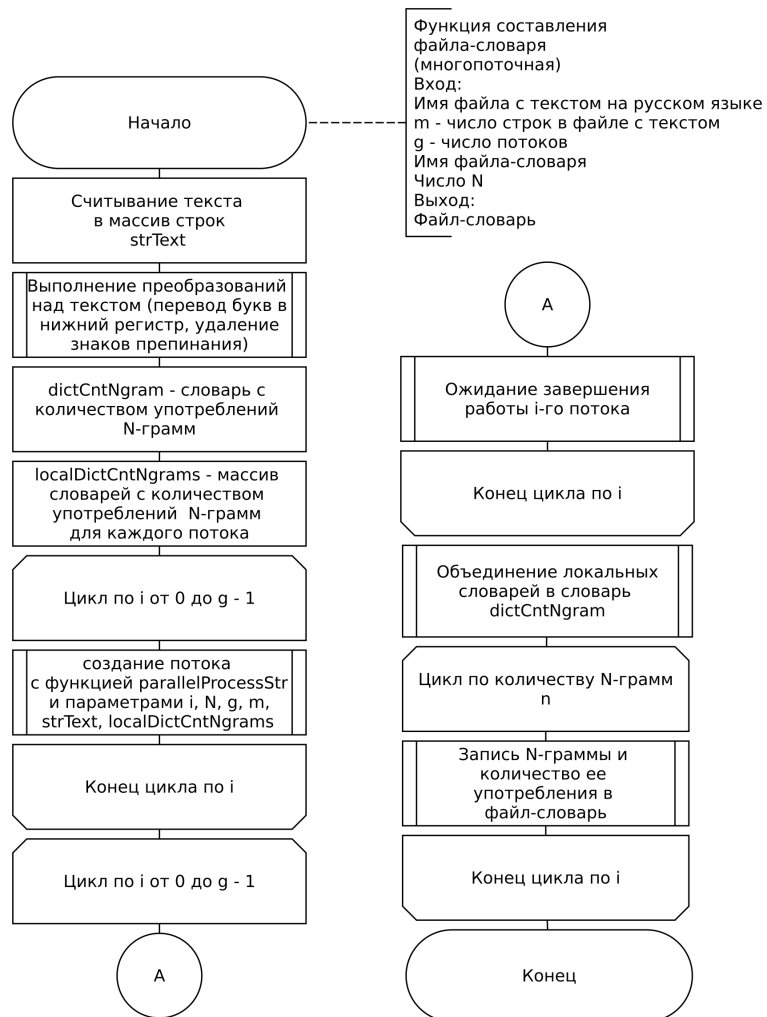 Функция составления
файла-словаря
(многопоточная)
Вход:
Имя файла с текстом на русском языке
m - число строк в файле с текстом
g - число потоков
Имя файла-словаря
Число N
Выход:
Файл-словарь
Начало
Считывание текста
в массив строк
strText
Выполнение преобразований
над текстом (перевод букв в
нижний регистр, удаление
знаков препинания)
dictCntNgram - словарь с
количеством употреблений
N-грамм
localDictCntNgrams - массив
словарей с количеством
употреблений N-грамм
для каждого потока
Цикл по i от 0 до g - 1
создание потока
с функцией parallelProcessStr
и параметрами i, N, g, m,
strText, localDictCntNgrams
Конец цикла по i
Цикл по i от 0 до g - 1
A
A
Ожидание завершения
работы i-го потока
Конец цикла по i
Объединение локальных
словарей в словарь
dictCntNgram
Цикл по количеству N-грамм
n
Запись N-граммы и
количество ее
употребления в
файл-словарь
Конец цикла по i
Конец